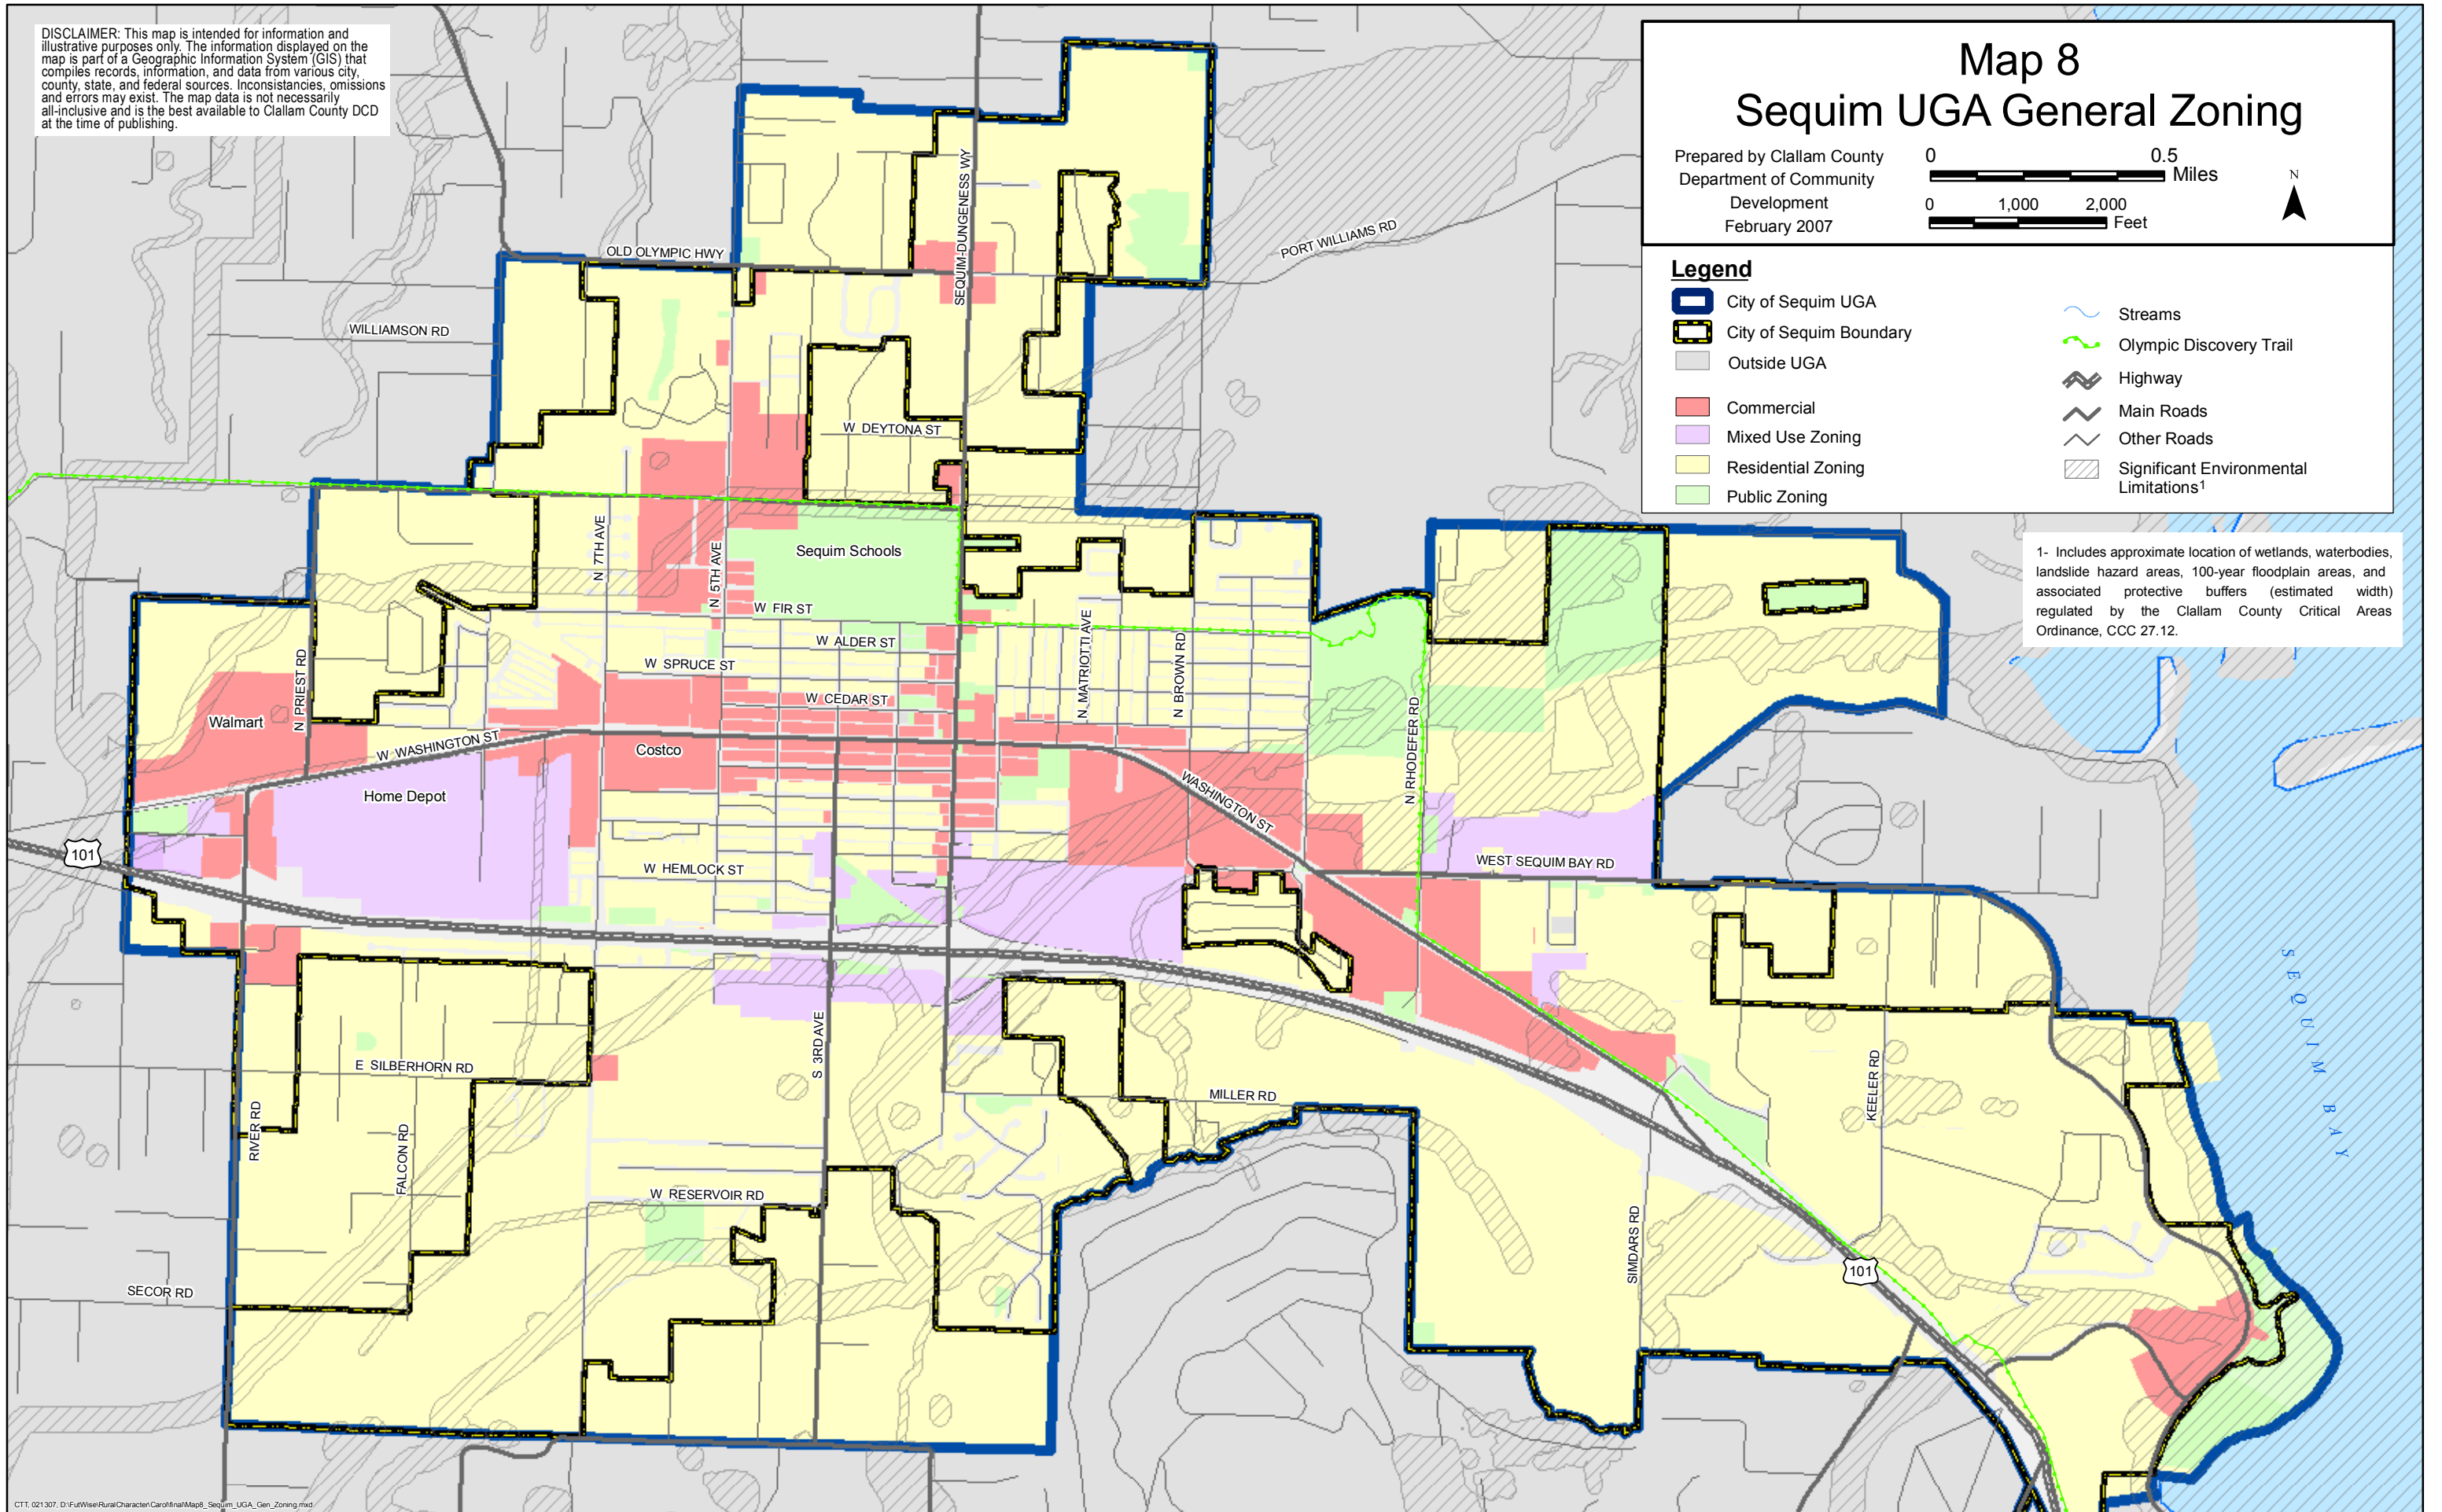 DISCLAIMER: This map is intended for information and
illustrative purposes only. The information displayed on the
map is part of a Geographic Information System (GIS) that
compiles records, information, and data from various city,
county, state, and federal sources. Inconsistancies, omissions
and errors may exist. The map data is not necessarily
all-inclusive and is the best available to Clallam County DCD
at the time of publishing.
Map 8
Sequim UGA General Zoning
Prepared by Clallam County
Department of Community
Development
February 2007
0 0.5
Miles
0 1,000 2,000
Feet
N
Legend
City of Sequim UGA
City of Sequim Boundary
Outside UGA
Commercial
Mixed Use Zoning
Residential Zoning
Public Zoning
Streams
Olympic Discovery Trail
Highway
Main Roads
Other Roads
Significant Environmental
Limitations1
1- Includes approximate location of wetlands, waterbodies,
landslide hazard areas, 100-year floodplain areas, and
associated protective buffers (estimated width)
regulated by the Clallam County Critical Areas
Ordinance, CCC 27.12.
SEQUIM-DUNGENESS WY
OLD OLYMPIC HWY
PORT WILLIAMS RD
WILLIAMSON RD
W DEYTONA ST
N 7TH AVE
N 5TH AVE
Sequim Schools
W FIR ST
W ALDER ST
W SPRUCE ST
W CEDAR ST
N PRIEST RD
N MATRIOTTI AVE
N BROWN RD
N RHODEFER RD
Walmart
W WASHINGTON ST
Costco
Home Depot
WASHINGTON ST
101
W HEMLOCK ST
WEST SEQUIM BAY RD
SEQUIM BAY
S 3RD AVE
E SILBERHORN RD
RIVER RD
FALCON RD
MILLER RD
KEELER RD
W RESERVOIR RD
SIMDARS RD
SECOR RD
101
CTT, 021307, D:\FutWise\RuralCharacter\Carol\final\Map8_Sequim_UGA_Gen_Zoning.mxd